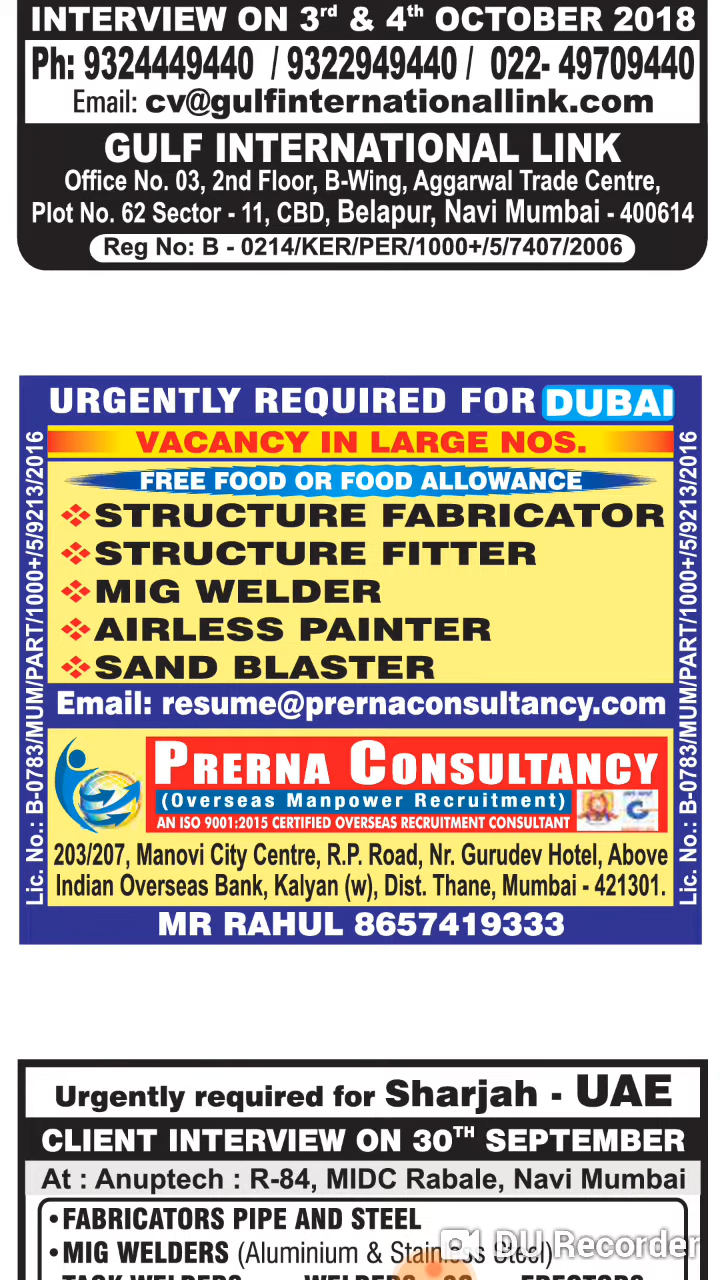 INTERVIEW ON 3rd & 4th OCTOBER 2018
Ph: 9324449440 / 9322949440 / 022- 49709440
Email: cv@gulfinternationallink.com
GULF INTERNATIONAL LINK
Office No. 03, 2nd Floor, B-Wing, Aggarwal Trade Centre,
Plot No. 62 Sector - 11, CBD, Belapur, Navi Mumbai - 400614
Reg No: B - 0214/KER/PER/1000+/5/7407/2006
URGENTLY REQUIRED FOR DUBAI
VACANCY IN LARGE NOS.
FREE FOOD OR FOOD ALLOWANCE
STRUCTURE FABRICATOR
STRUCTURE FITTER
MIG WELDER
AIRLESS PAINTER
SAND BLASTER
Lic. No.: B-0783/MUM/PART/1000+/5/9213/2016
Lic. No.: B-0783/MUM/PART/1000+/5/9213/2016
Email: resume@prernaconsultancy.com
PRERNA CONSULTANCY
(Overseas Manpower Recruitment)
AN ISO 9001:2015 CERTIFIED OVERSEAS RECRUITMENT CONSULTANT
203/207, Manovi City Centre, R.P. Road, Nr. Gurudev Hotel, Above
Indian Overseas Bank, Kalyan (w), Dist. Thane, Mumbai - 421301.
MR RAHUL 8657419333
Urgently required for Sharjah - UAE
CLIENT INTERVIEW ON 30TH SEPTEMBER
At : Anuptech : R-84, MIDC Rabale, Navi Mumbai
•FABRICATORS PIPE AND STEEL
•MIG WELDERS (Aluminium & Stainless Steel)
DU Recorder